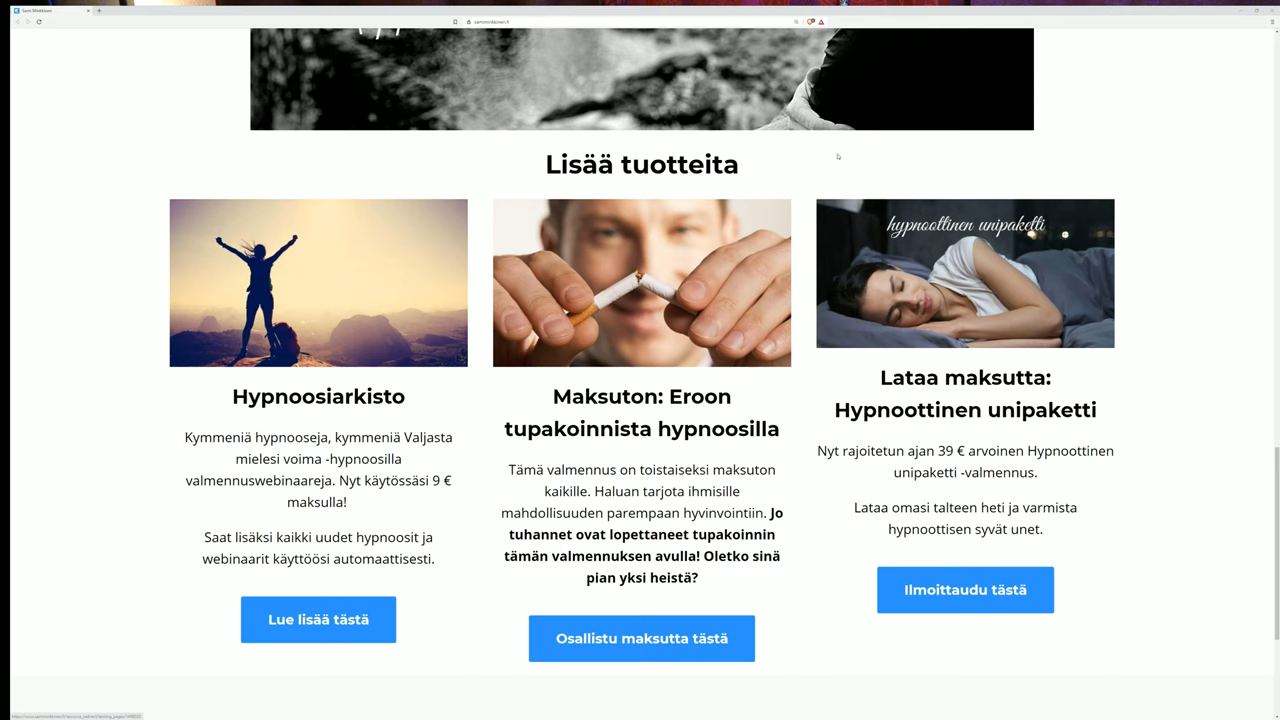 Sami Minkkinen
samiminkkinen.fi
Lisää tuotteita
hypnoottinen unipaketti
Hypnoosiarkisto
Kymmeniä hypnooseja, kymmeniä Valjasta
mielesi voima -hypnoosilla
valmennuswebinaareja. Nyt käytössäsi 9 €
maksulla!
Saat lisäksi kaikki uudet hypnoosit ja
webinaarit käyttöösi automaattisesti.
Lue lisää tästä
Maksuton: Eroon
tupakoinnista hypnoosilla
Tämä valmennus on toistaiseksi maksuton
kaikille. Haluan tarjota ihmisille
mahdollisuuden parempaan hyvinvointiin. Jo
tuhannet ovat lopettaneet tupakoinnin
tämän valmennuksen avulla! Oletko sinä
pian yksi heistä?
Osallistu maksutta tästä
Lataa maksutta:
Hypnoottinen unipaketti
Nyt rajoitetun ajan 39 € arvoinen Hypnoottinen
unipaketti -valmennus.
Lataa omasi talteen heti ja varmista
hypnoottisen syvät unet.
Ilmoittaudu tästä